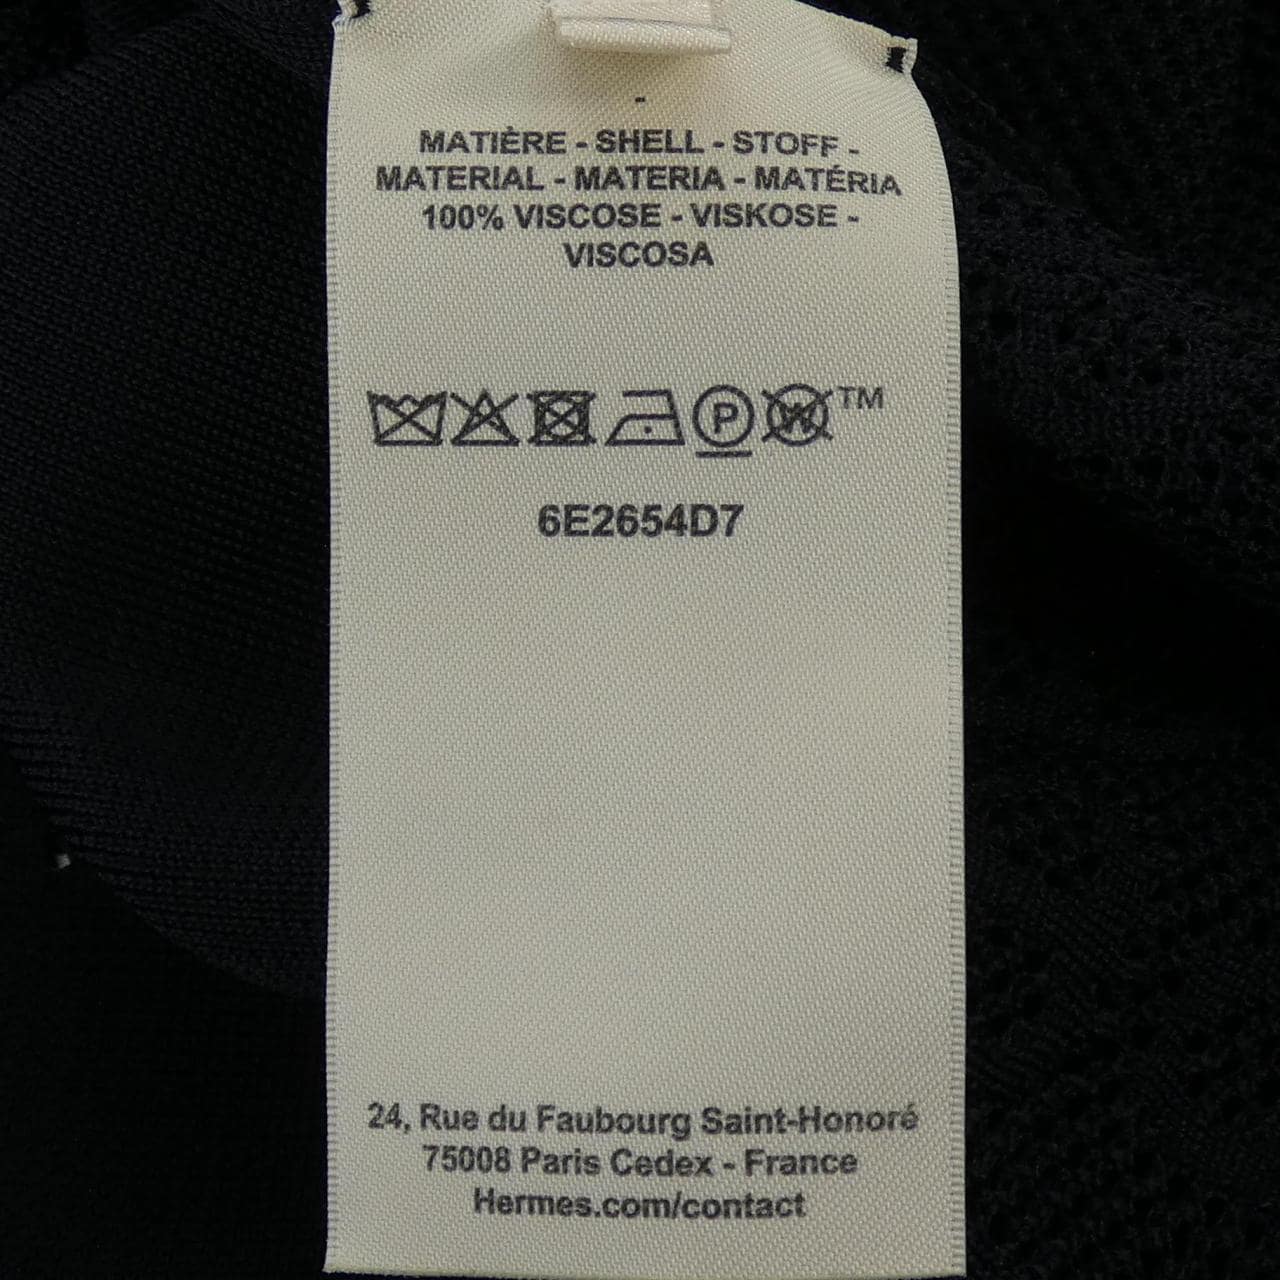 -
MATIÈRE - SHELL - STOFF -
MATERIAL - MATERIA - MATÉRIA
100% VISCOSE - VISKOSE -
VISCOSA
P W™
6E2654D7
24, Rue du Faubourg Saint-Honoré
75008 Paris Cedex - France
Hermes.com/contact